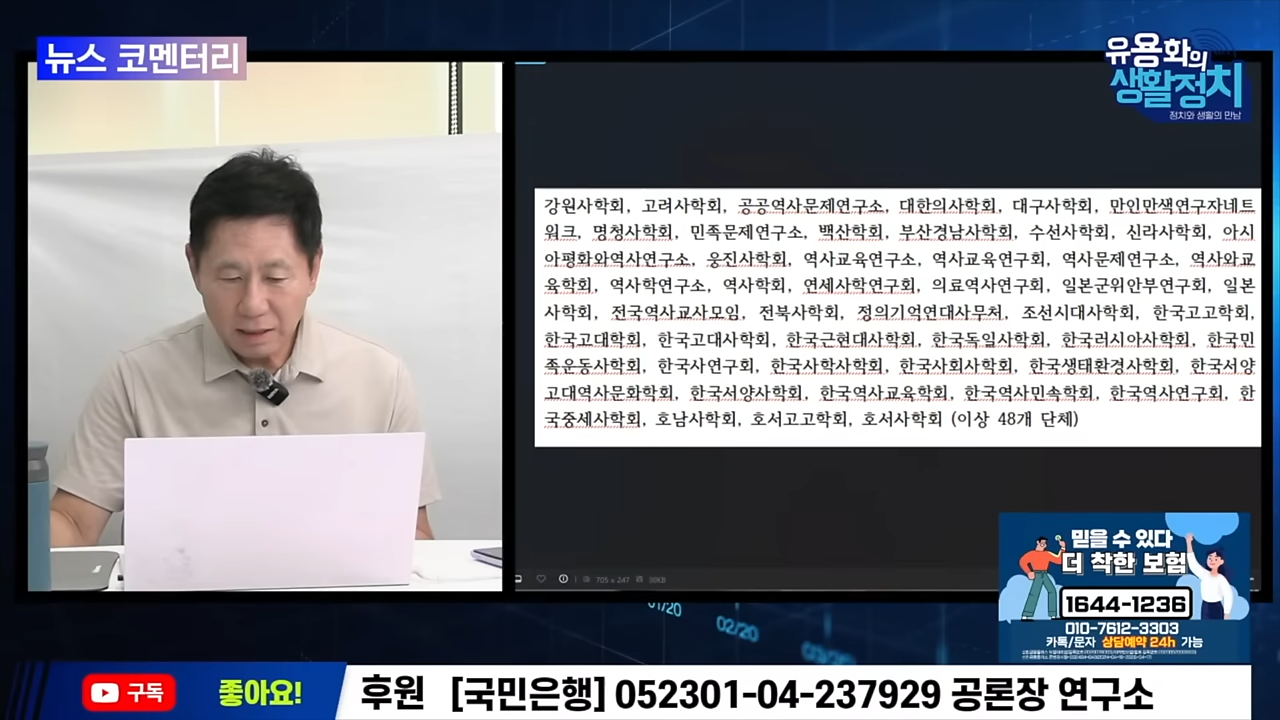 뉴스 코멘터리
유용화의
생활정치
정치와 생활의 만남
강원사학회, 고려사학회, 공공역사문제연구소, 대한의사학회, 대구사학회, 만인만색연구자네트
워크, 명청사학회, 민족문제연구소, 백산학회, 부산경남사학회, 수선사학회, 신라사학회, 아시
아평화와역사연구소, 웅진사학회, 역사교육연구소, 역사교육연구회, 역사문제연구소, 역사와교
육학회, 역사학연구소, 역사학회, 연세사학연구회, 의료역사연구회, 일본군위안부연구회, 일본
사학회, 전국역사교사모임, 전북사학회, 정의기억연대사무처, 조선시대사학회, 한국고고학회,
한국고대학회, 한국고대사학회, 한국근현대사학회, 한국독일사학회, 한국러시아사학회, 한국민
족운동사학회, 한국사연구회, 한국사학사학회, 한국사회사학회, 한국생태환경사학회, 한국서양
고대역사문화학회, 한국서양사학회, 한국역사교육학회, 한국역사민속학회, 한국역사연구회, 한
국중세사학회, 호남사학회, 호서고고학회, 호서사학회 (이상 48개 단체)
705 x 247
믿을 수 있다
더 착한 보험
1644-1236
010-7612-3303
카톡/문자 상담예약 24h 가능
01/20
02/20
구독
좋아요!
후원 [국민은행] 052301-04-237929 공론장 연구소